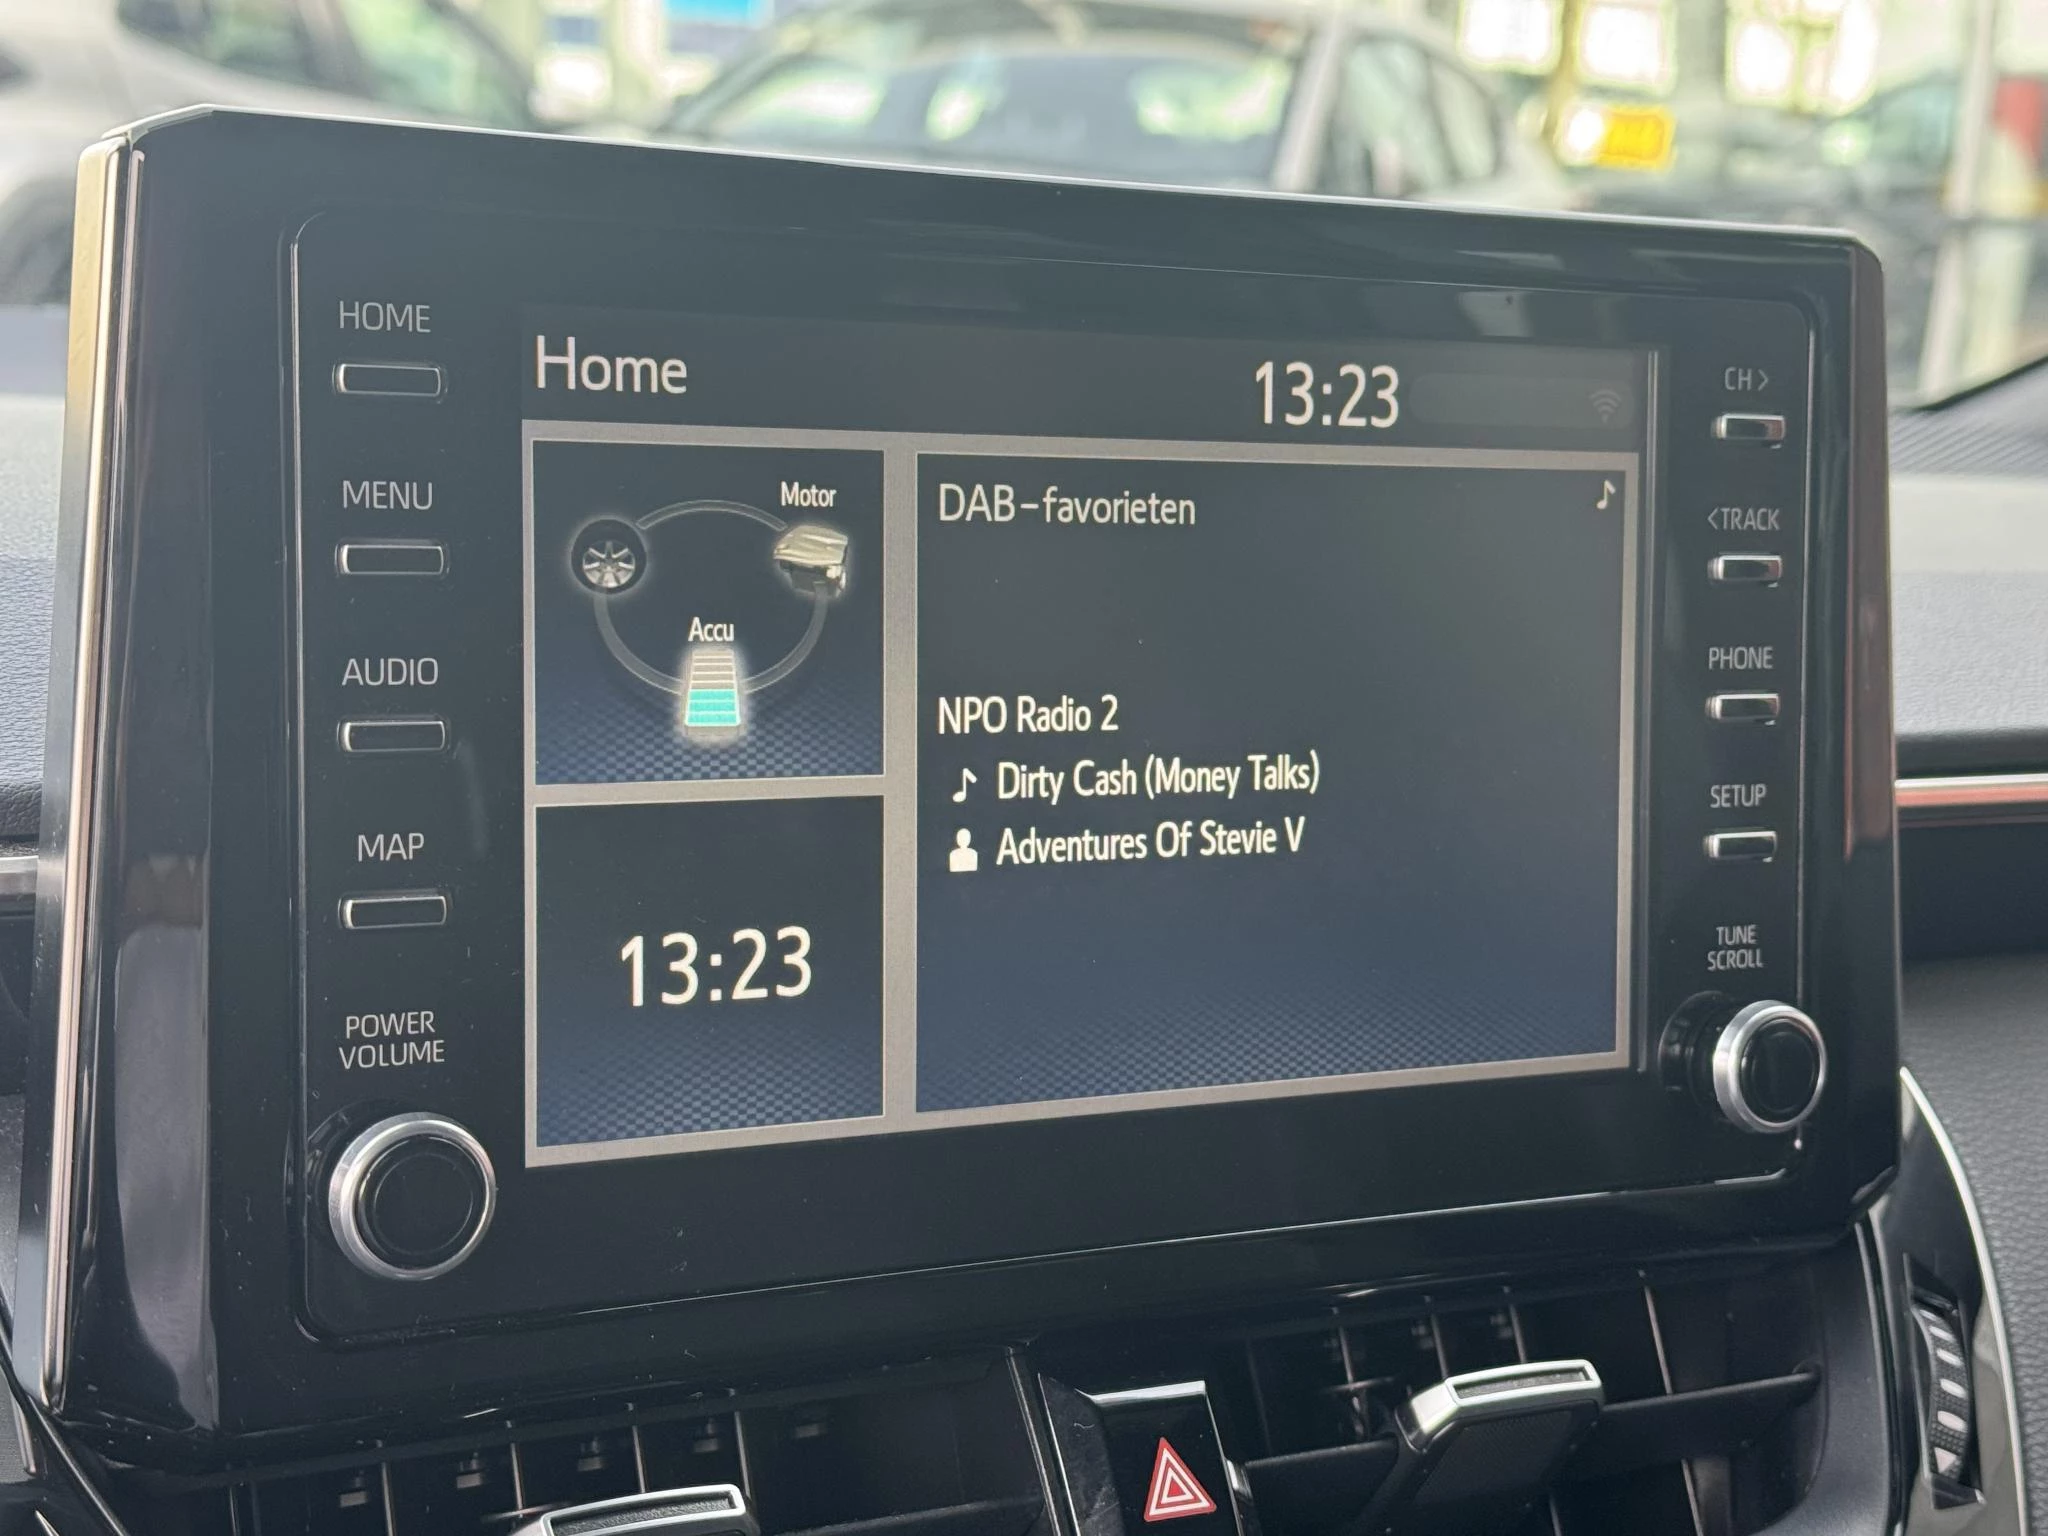 HOME
MENU
AUDIO
MAP
POWER
VOLUME
Home
13:23
Motor
Accu
13:23
DAB-favorieten
NPO Radio 2
Dirty Cash (Money Talks)
Adventures Of Stevie V
CH>
<TRACK
PHONE
SETUP
TUNE
SCROLL